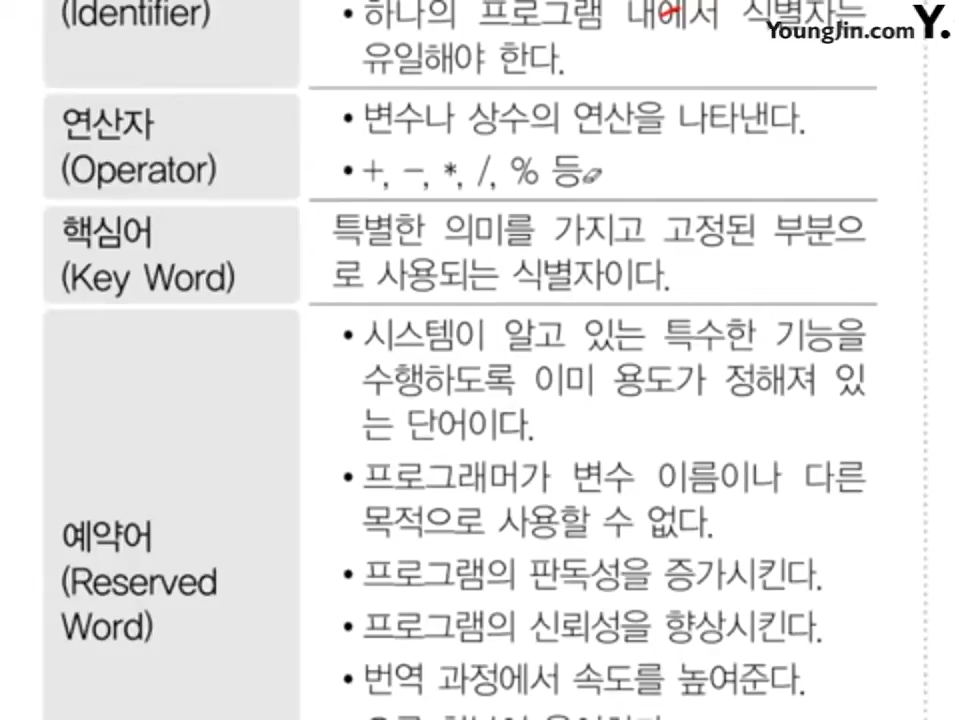 (Identifier)
• 하나의 프로그램 내에서 식별자는
유일해야 한다.
YoungJin.com Y.
연산자
(Operator)
• 변수나 상수의 연산을 나타낸다.
• +, −, *, /, % 등
핵심어
(Key Word)
특별한 의미를 가지고 고정된 부분으
로 사용되는 식별자이다.
예약어
(Reserved
Word)
• 시스템이 알고 있는 특수한 기능을
수행하도록 이미 용도가 정해져 있
는 단어이다.
• 프로그래머가 변수 이름이나 다른
목적으로 사용할 수 없다.
• 프로그램의 판독성을 증가시킨다.
• 프로그램의 신뢰성을 향상시킨다.
• 번역 과정에서 속도를 높여준다.